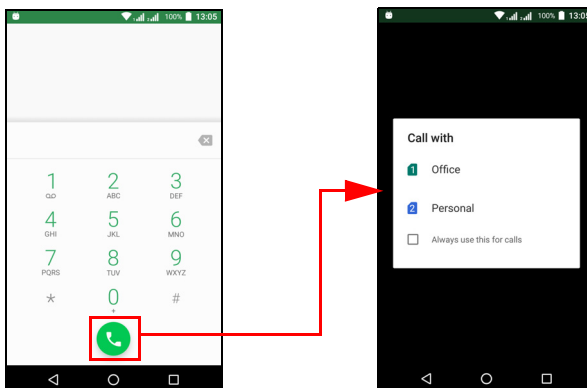 100% 13:05
1 2 3
ABC DEF
4 5 6
GHI JKL MNO
7 8 9
PQRS TUV WXYZ
* 0 #
+
100% 13:05
Call with
1 Office
2 Personal
Always use this for calls